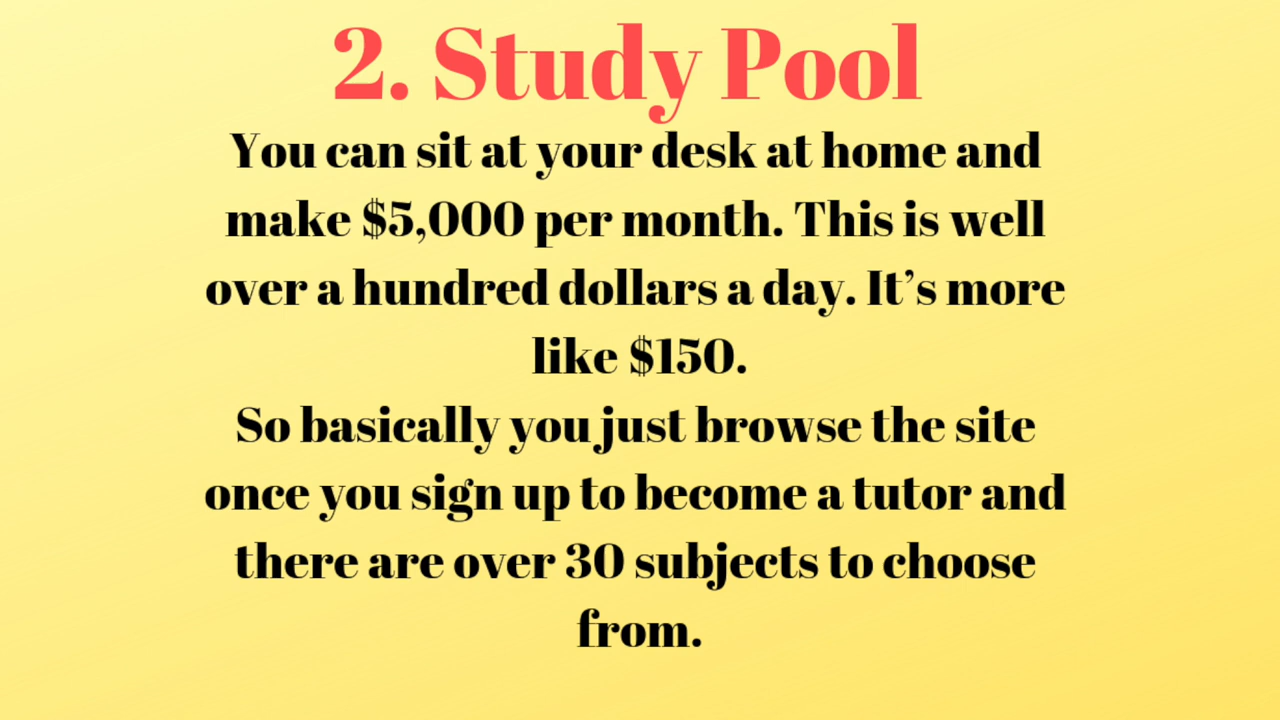 2. Study Pool
You can sit at your desk at home and
make $5,000 per month. This is well
over a hundred dollars a day. It’s more
like $150.
So basically you just browse the site
once you sign up to become a tutor and
there are over 30 subjects to choose
from.